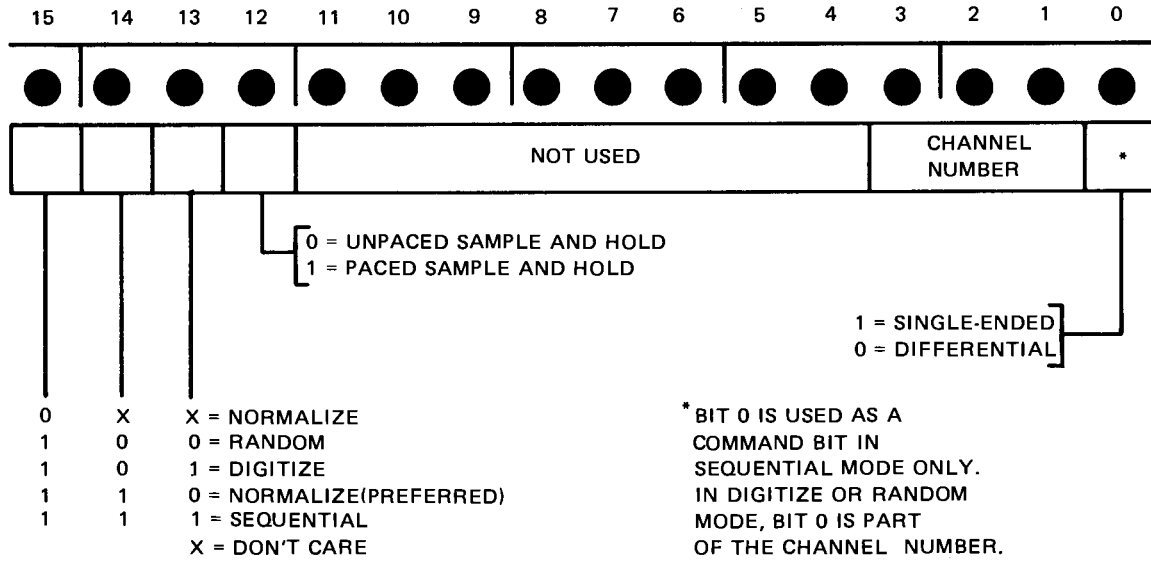 15 14 13 12 11 10 9 8 7 6 5 4 3 2 1 0
NOT USED
CHANNEL
NUMBER
*
0 = UNPACED SAMPLE AND HOLD
1 = PACED SAMPLE AND HOLD
1 = SINGLE-ENDED
0 = DIFFERENTIAL
0 X X = NORMALIZE
1 0 0 = RANDOM
1 0 1 = DIGITIZE
1 1 0 = NORMALIZE(PREFERRED)
1 1 1 = SEQUENTIAL
X = DON'T CARE
* BIT 0 IS USED AS A
COMMAND BIT IN
SEQUENTIAL MODE ONLY.
IN DIGITIZE OR RANDOM
MODE, BIT 0 IS PART
OF THE CHANNEL NUMBER.